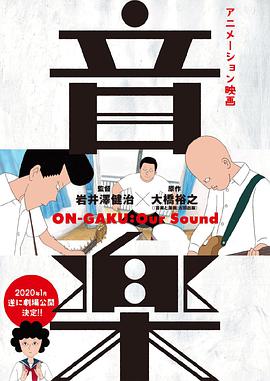 アニメーション映画
音
監督
岩井澤健治
×
原作
大橋裕之
ON-GAKU:Our Sound
楽
2020年1月
遂に劇場公開
決定!!